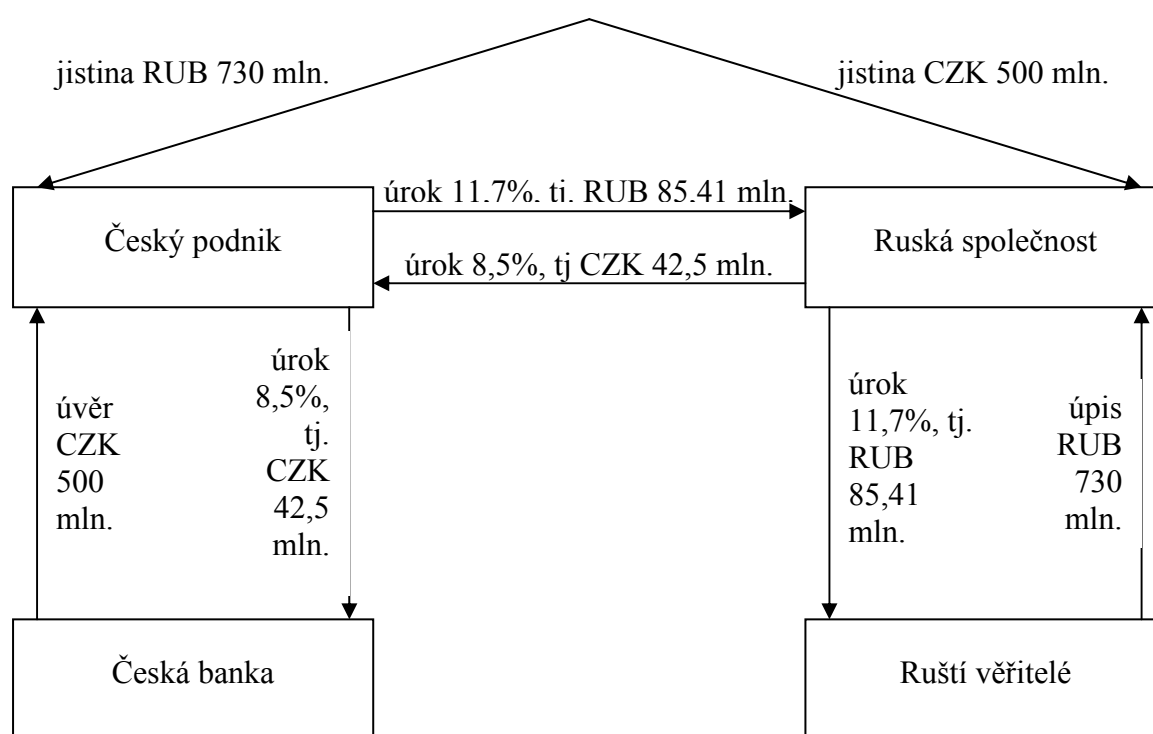 jistina RUB 730 mln.
jistina CZK 500 mln.
úrok 11,7%, tj. RUB 85,41 mln.
Český podnik
Ruská společnost
úrok 8,5%, tj CZK 42,5 mln.
úvěr
CZK
500
mln.
úrok
8,5%,
tj.
CZK
42,5
mln.
úrok
11,7%, tj.
RUB
85,41
mln.
úpis
RUB
730
mln.
Česká banka
Ruští věřitelé